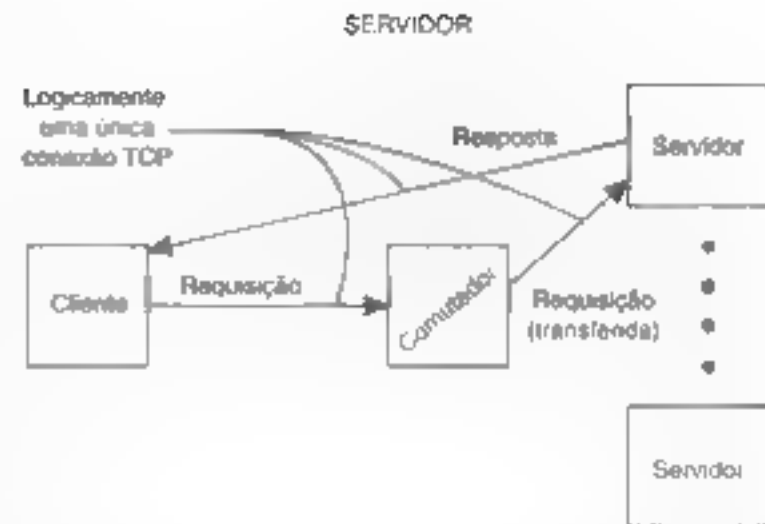 SERVIDOR
Logicamente
uma única
conexão TCP
Resposta
Servidor
Cliente
Requisição
Comutador
Requisição
(transferida)
Servidor